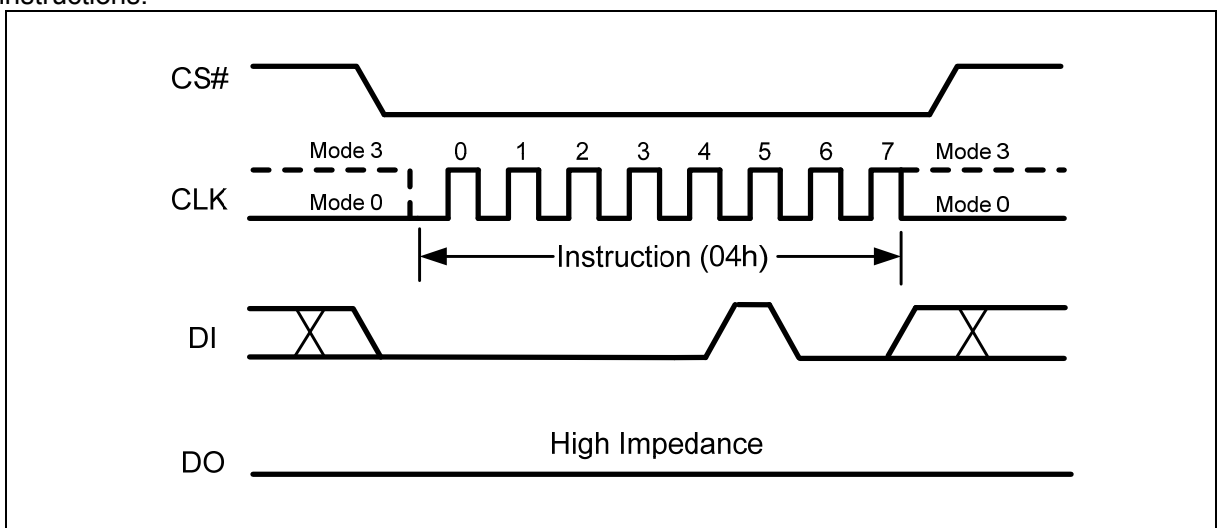 instructions.
CS#
Mode 3 0 1 2 3 4 5 6 7 Mode 3
CLK
Mode 0 Mode 0
Instruction (04h)
DI
High Impedance
DO